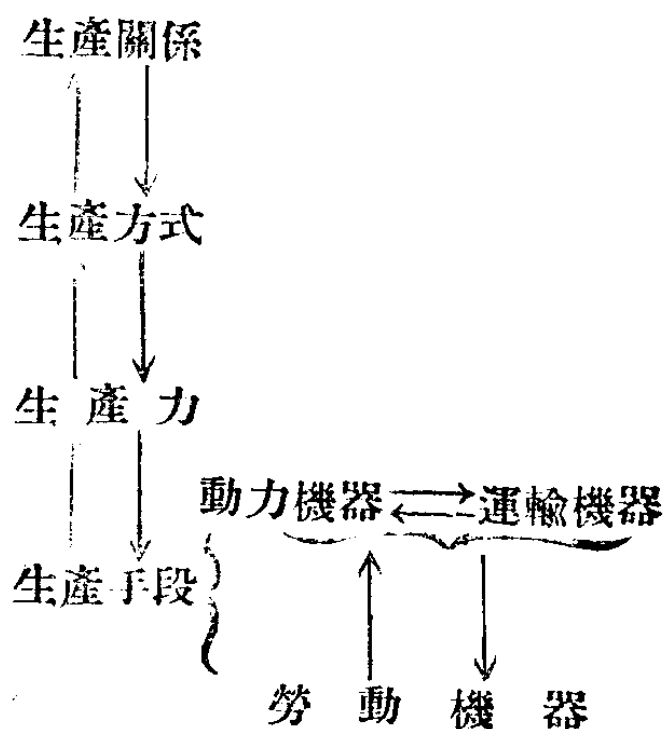 生產關係
生產方式
生產力
動力機器
運輸機器
生產手段
勞動機器